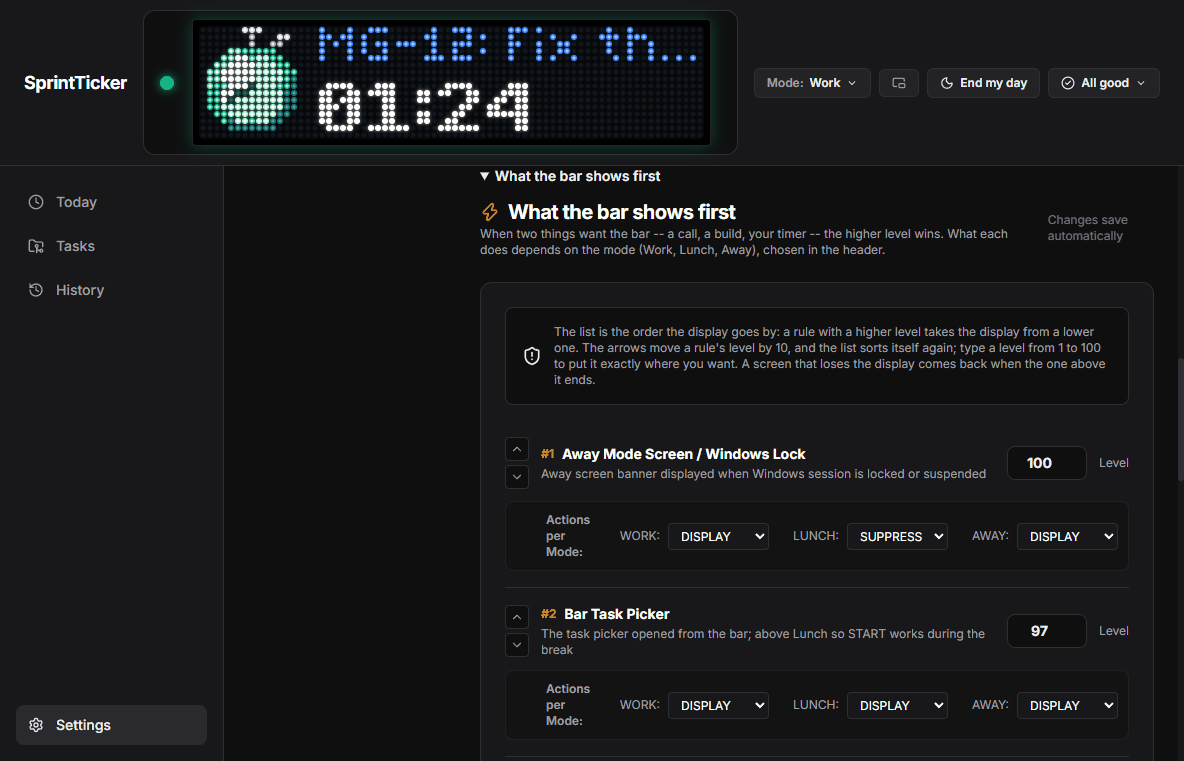 SprintTicker
MG-12: Fix th...
01:24
Mode: Work
End my day
All good
Today
Tasks
History
Settings
What the bar shows first
What the bar shows first
When two things want the bar -- a call, a build, your timer -- the higher level wins. What each
does depends on the mode (Work, Lunch, Away), chosen in the header.
Changes save
automatically
The list is the order the display goes by: a rule with a higher level takes the display from a lower
one. The arrows move a rule's level by 10, and the list sorts itself again; type a level from 1 to 100
to put it exactly where you want. A screen that loses the display comes back when the one above
it ends.
#1 Away Mode Screen / Windows Lock
Away screen banner displayed when Windows session is locked or suspended
100 Level
Actions
per
Mode:
WORK: DISPLAY LUNCH: SUPPRESS AWAY: DISPLAY
#2 Bar Task Picker
The task picker opened from the bar; above Lunch so START works during the
break
97 Level
Actions
per
Mode:
WORK: DISPLAY LUNCH: DISPLAY AWAY: DISPLAY